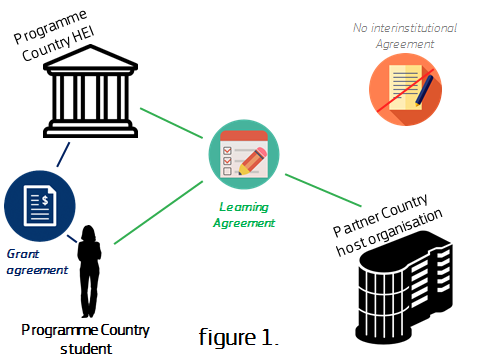 Programme
Country HEI
No interinstitutional
Agreement
$
Learning
Agreement
Partner Country
host organisation
Grant
agreement
Programme Country
student
figure 1.